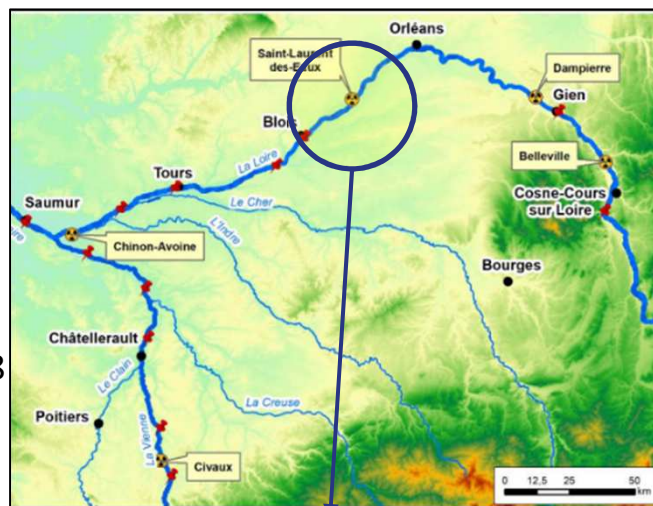 Orléans
Saint-Laurent
des-Eaux
Dampierre
Gien
Blois
La Loire
Belleville
Tours
Saumur
Le Cher
Cosne-Cours
sur Loire
L'Indre
Chinon-Avoine
Bourges
Châtellerault
Le Clain
La Creuse
Poitiers
La Vienne
Civaux
0 12,5 25 50
km